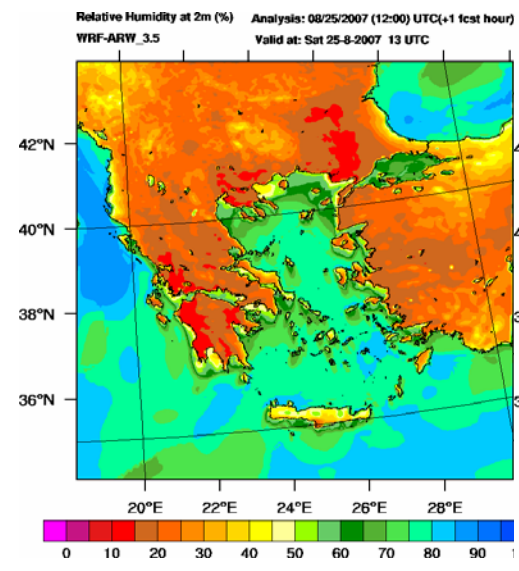 Relative Humidity at 2m (%) Analysis: 08/25/2007 (12:00) UTC(+1 fcst hour)
WRF-ARW_3.5 Valid at: Sat 25-8-2007 13 UTC
42°N
40°N
38°N
36°N
20°E 22°E 24°E 26°E 28°E
0 10 20 30 40 50 60 70 80 90